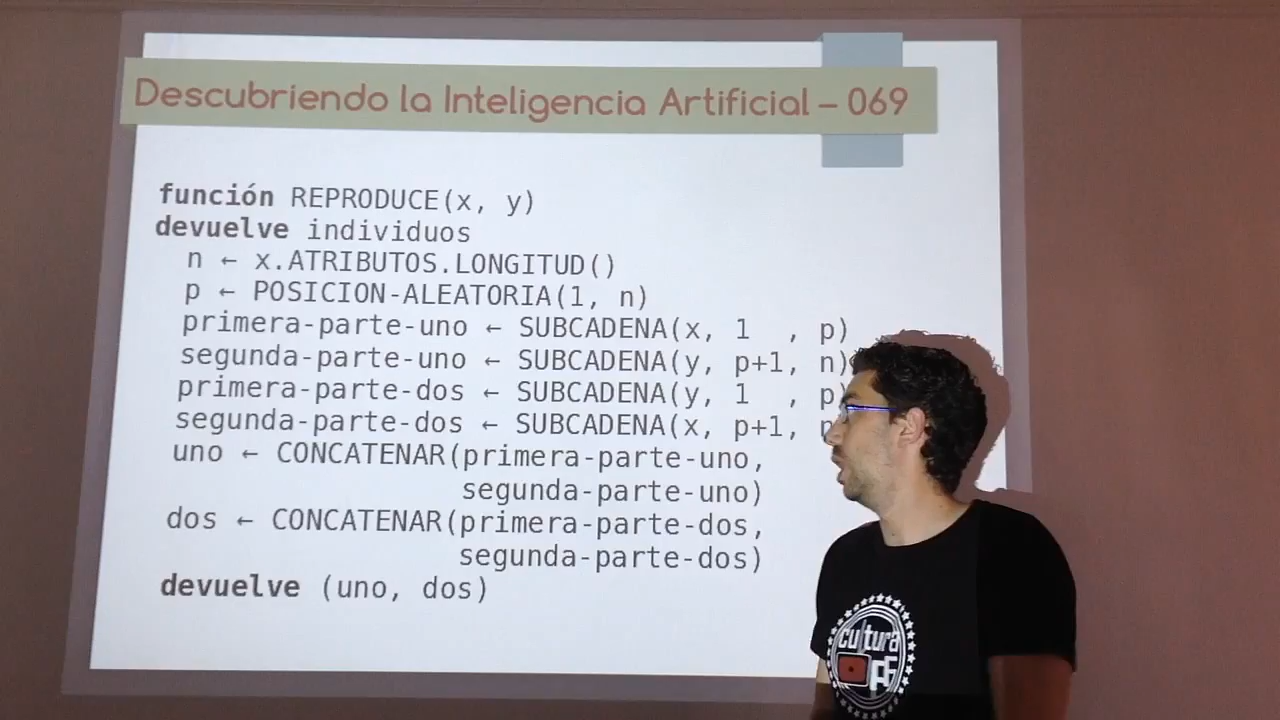 Descubriendo la Inteligencia Artificial – 069
función REPRODUCE(x, y)
devuelve individuos
n ← x.ATRIBUTOS.LONGITUD()
p ← POSICION-ALEATORIA(1, n)
primera-parte-uno ← SUBCADENA(x, 1 , p)
segunda-parte-uno ← SUBCADENA(y, p+1, n)
primera-parte-dos ← SUBCADENA(y, 1 , p)
segunda-parte-dos ← SUBCADENA(x, p+1,
uno ← CONCATENAR(primera-parte-uno,
segunda-parte-uno)
dos ← CONCATENAR(primera-parte-dos,
segunda-parte-dos)
devuelve (uno, dos)
cultura